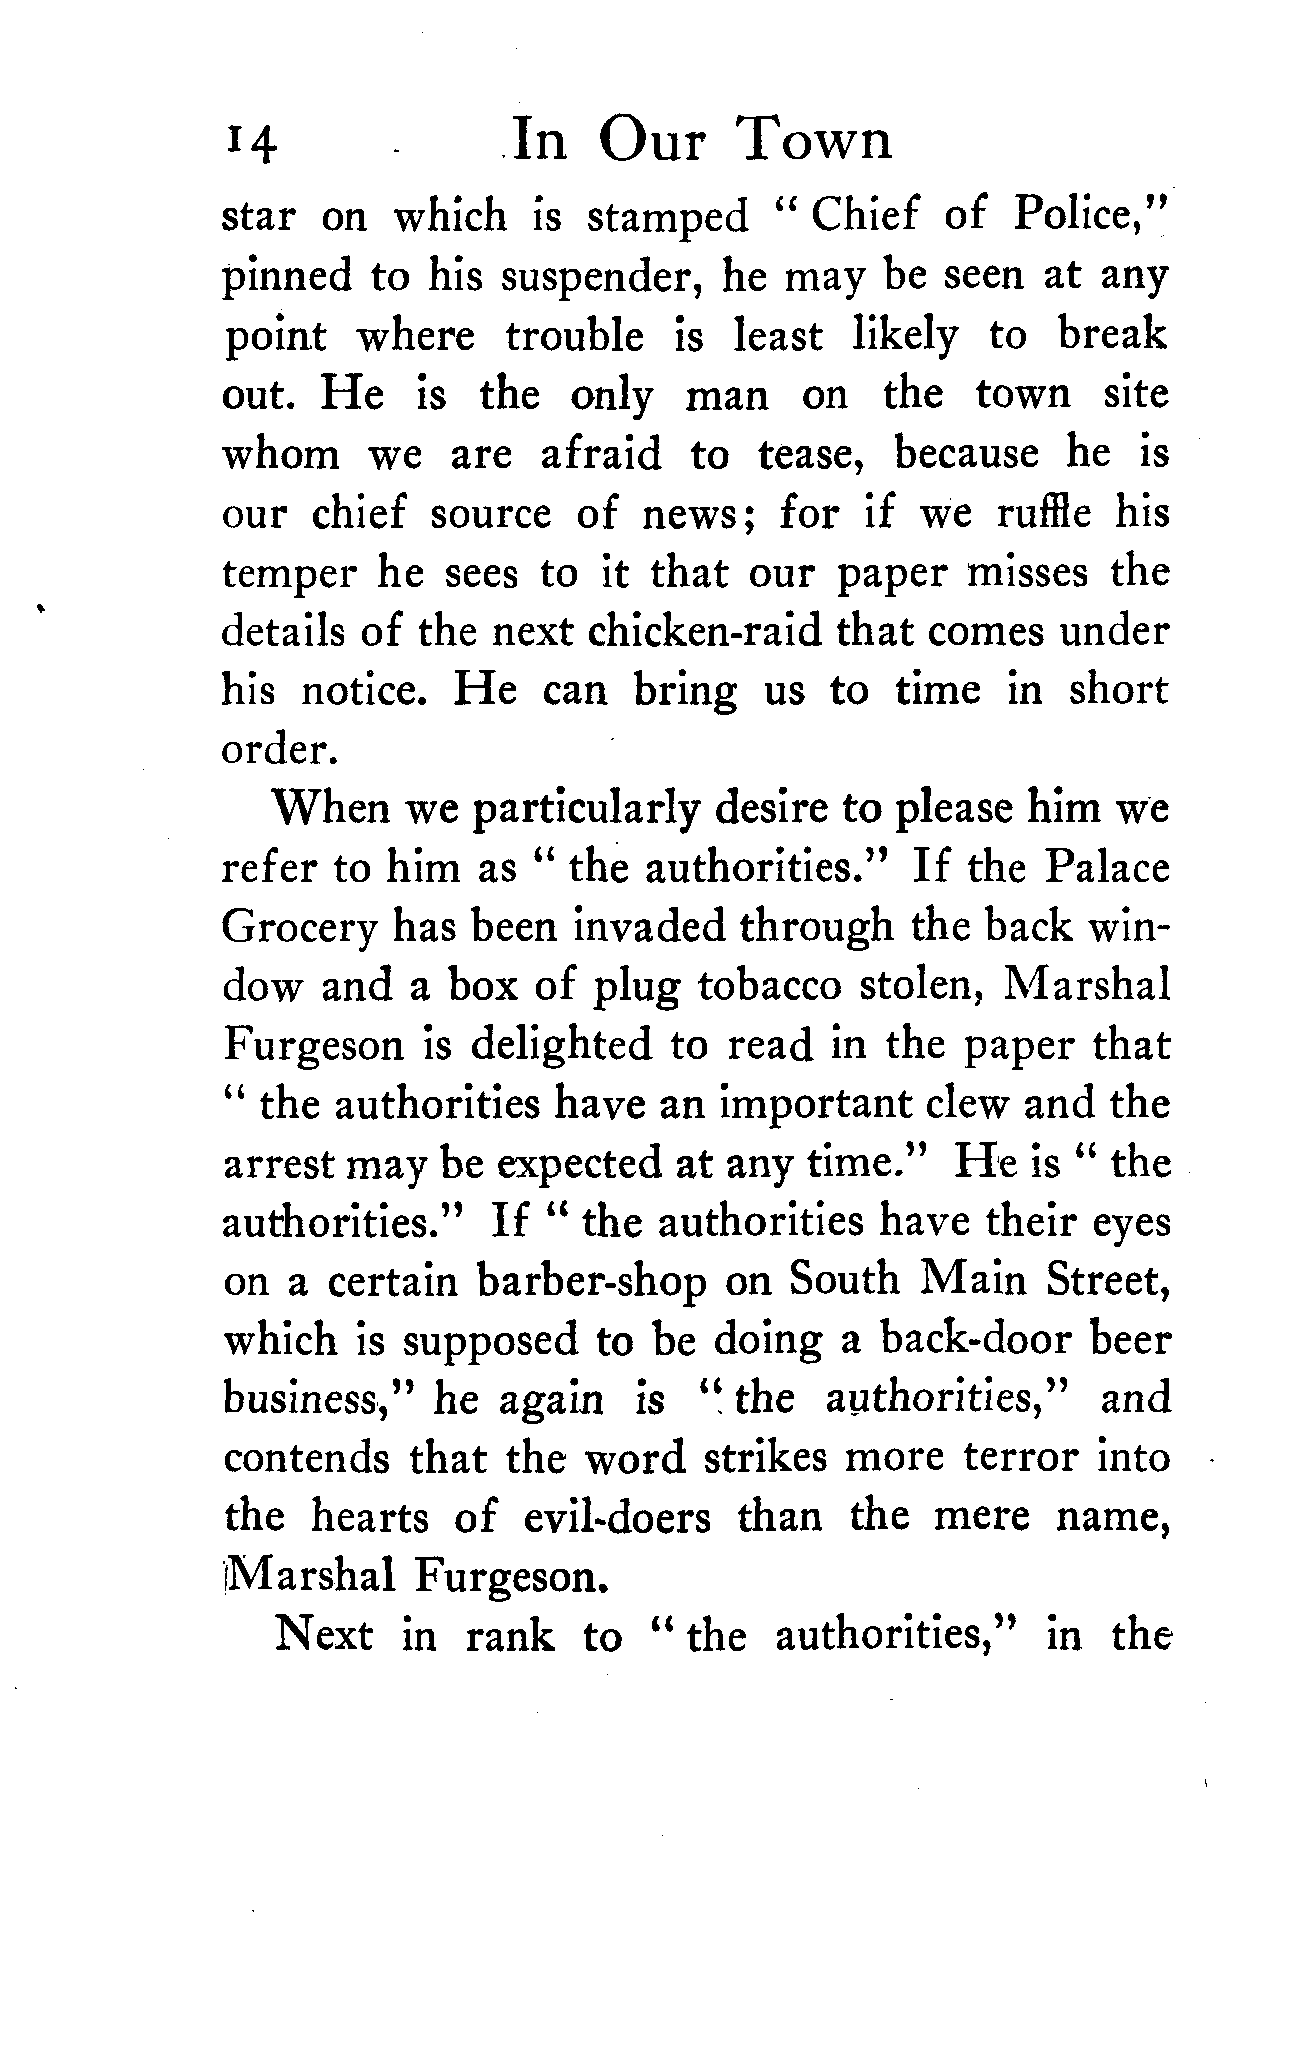 14 In Our Town
star on which is stamped " Chief of Police,"
pinned to his suspender, he may be seen at any
point where trouble is least likely to break
out. He is the only man on the town site
whom we are afraid to tease, because he is
our chief source of news; for if we ruffle his
temper he sees to it that our paper misses the
details of the next chicken-raid that comes under
his notice. He can bring us to time in short
order.
When we particularly desire to please him we
refer to him as " the authorities." If the Palace
Grocery has been invaded through the back win-
dow and a box of plug tobacco stolen, Marshal
Furgeson is delighted to read in the paper that
" the authorities have an important clew and the
arrest may be expected at any time." He is " the
authorities." If " the authorities have their eyes
on a certain barber-shop on South Main Street,
which is supposed to be doing a back-door beer
business," he again is " the authorities," and
contends that the word strikes more terror into
the hearts of evil-doers than the mere name,
Marshal Furgeson.
Next in rank to " the authorities," in the